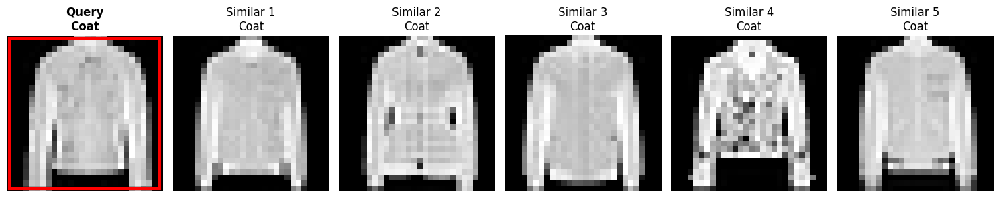 Query
Coat
Similar 1
Coat
Similar 2
Coat
Similar 3
Coat
Similar 4
Coat
Similar 5
Coat